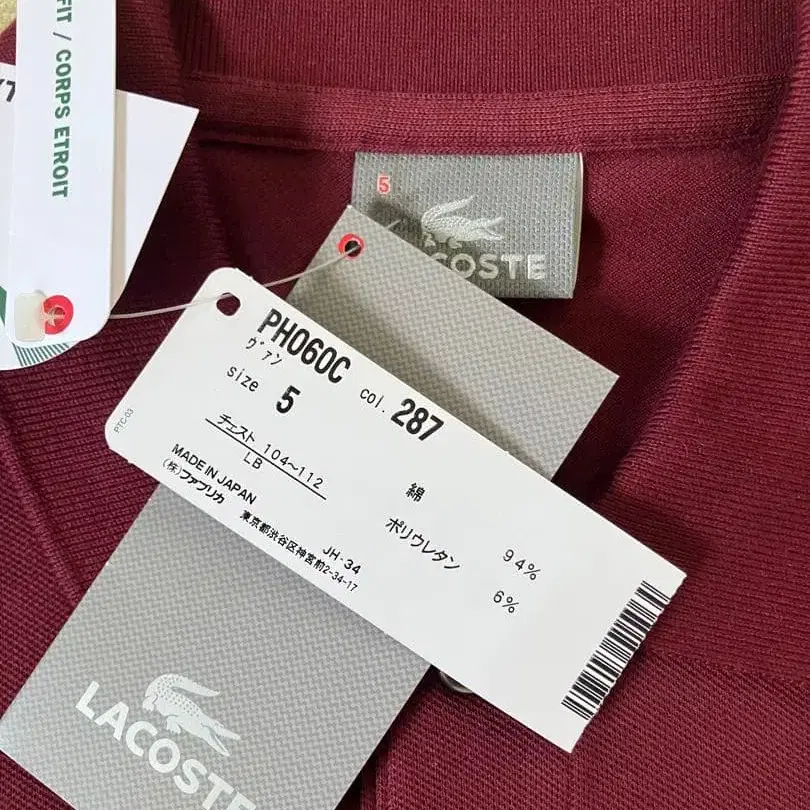 FIT / CORPS ETROIT
5
LACOSTE
PH060C
ヴァン
size 5 col. 287
チェスト 104~112
LB
MADE IN JAPAN
(株)ファブリカ
JH-34
東京都渋谷区神宮前2-34-17
綿 94%
ポリウレタン 6%
PTC-03
LACOSTE